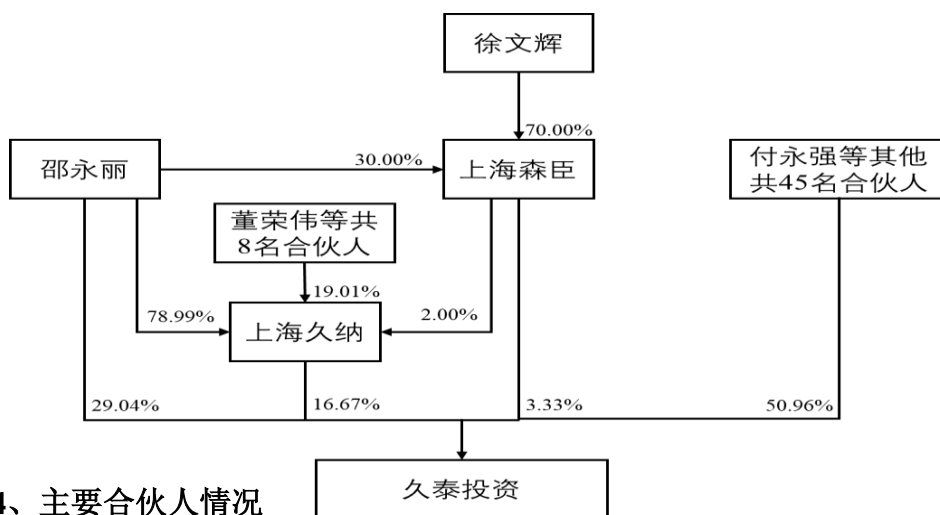 徐文辉
70.00%
邵永丽
30.00%
上海森臣
付永强等其他
共45名合伙人
董荣伟等共
8名合伙人
19.01%
78.99%
上海久纳
2.00%
29.04%
16.67%
3.33%
50.96%
久泰投资
、主要合伙人情况